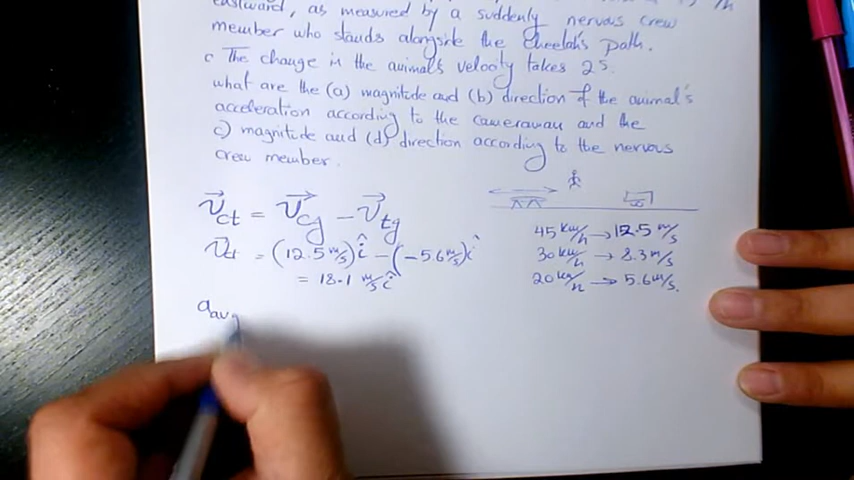 eastward, as measured by a suddenly nervous crew
member who stands alongside the cheetah's path.
c The change in the animal's velocity takes 2s.
what are the (a) magnitude and (b) direction of the animal's
acceleration according to the cameraman and the
c) magnitude and (d) direction according to the nervous
crew member.
v⃗ct = v⃗cg − v⃗tg
v⃗t = (12.5 m/s) î − (−5.6 m/s) î
= 18.1 m/s î
aavg
45 km/h → 12.5 m/s
30 km/h → 8.3 m/s
20 km/h → 5.6 m/s.